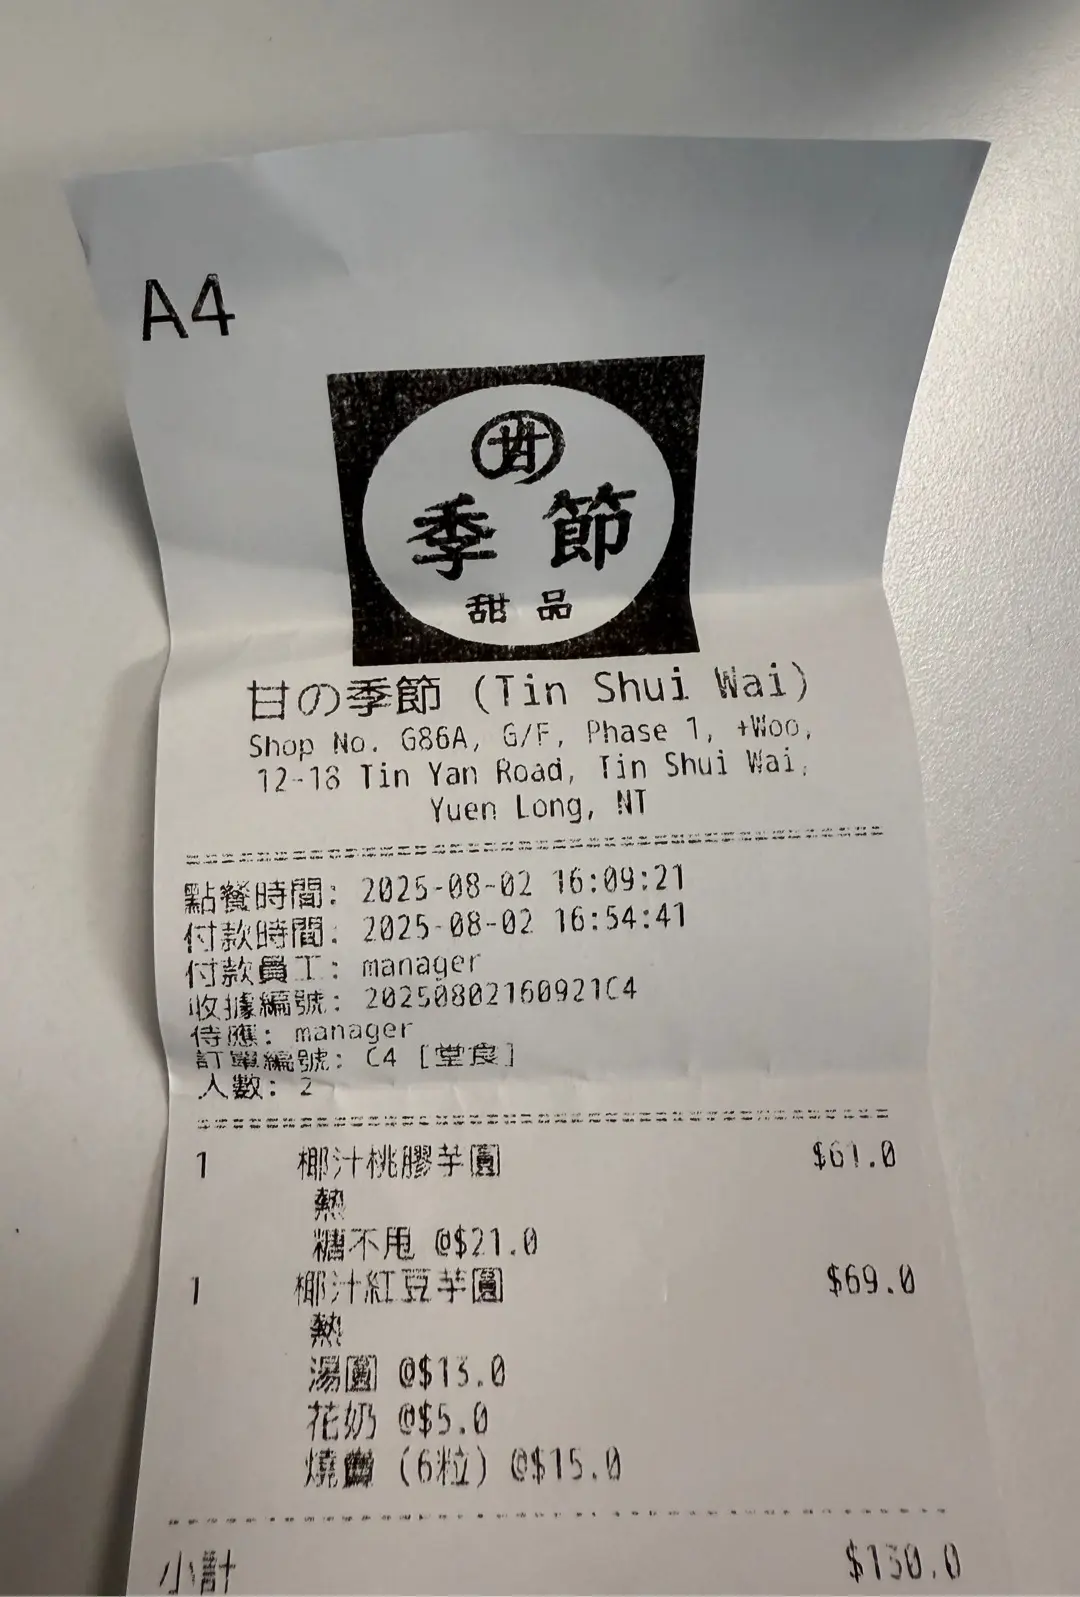 A4
甘
季節
甜品
甘の季節 (Tin Shui Wai)
Shop No. G86A, G/F, Phase 1, +Woo,
12-18 Tin Yan Road, Tin Shui Wai,
Yuen Long, NT
點餐時間: 2025-08-02 16:09:21
付款時間: 2025-08-02 16:54:41
付款員工: manager
收據編號: 20250802160921C4
侍應: manager
訂單編號: C4 [堂食]
人數: 2
1 椰汁桃膠芋圓 $61.0
熱
糖不甩 @$21.0
1 椰汁紅豆芋圓 $69.0
熱
湯圓 @$13.0
花奶 @$5.0
燒 (6粒) @$15.0
小計 $130.0